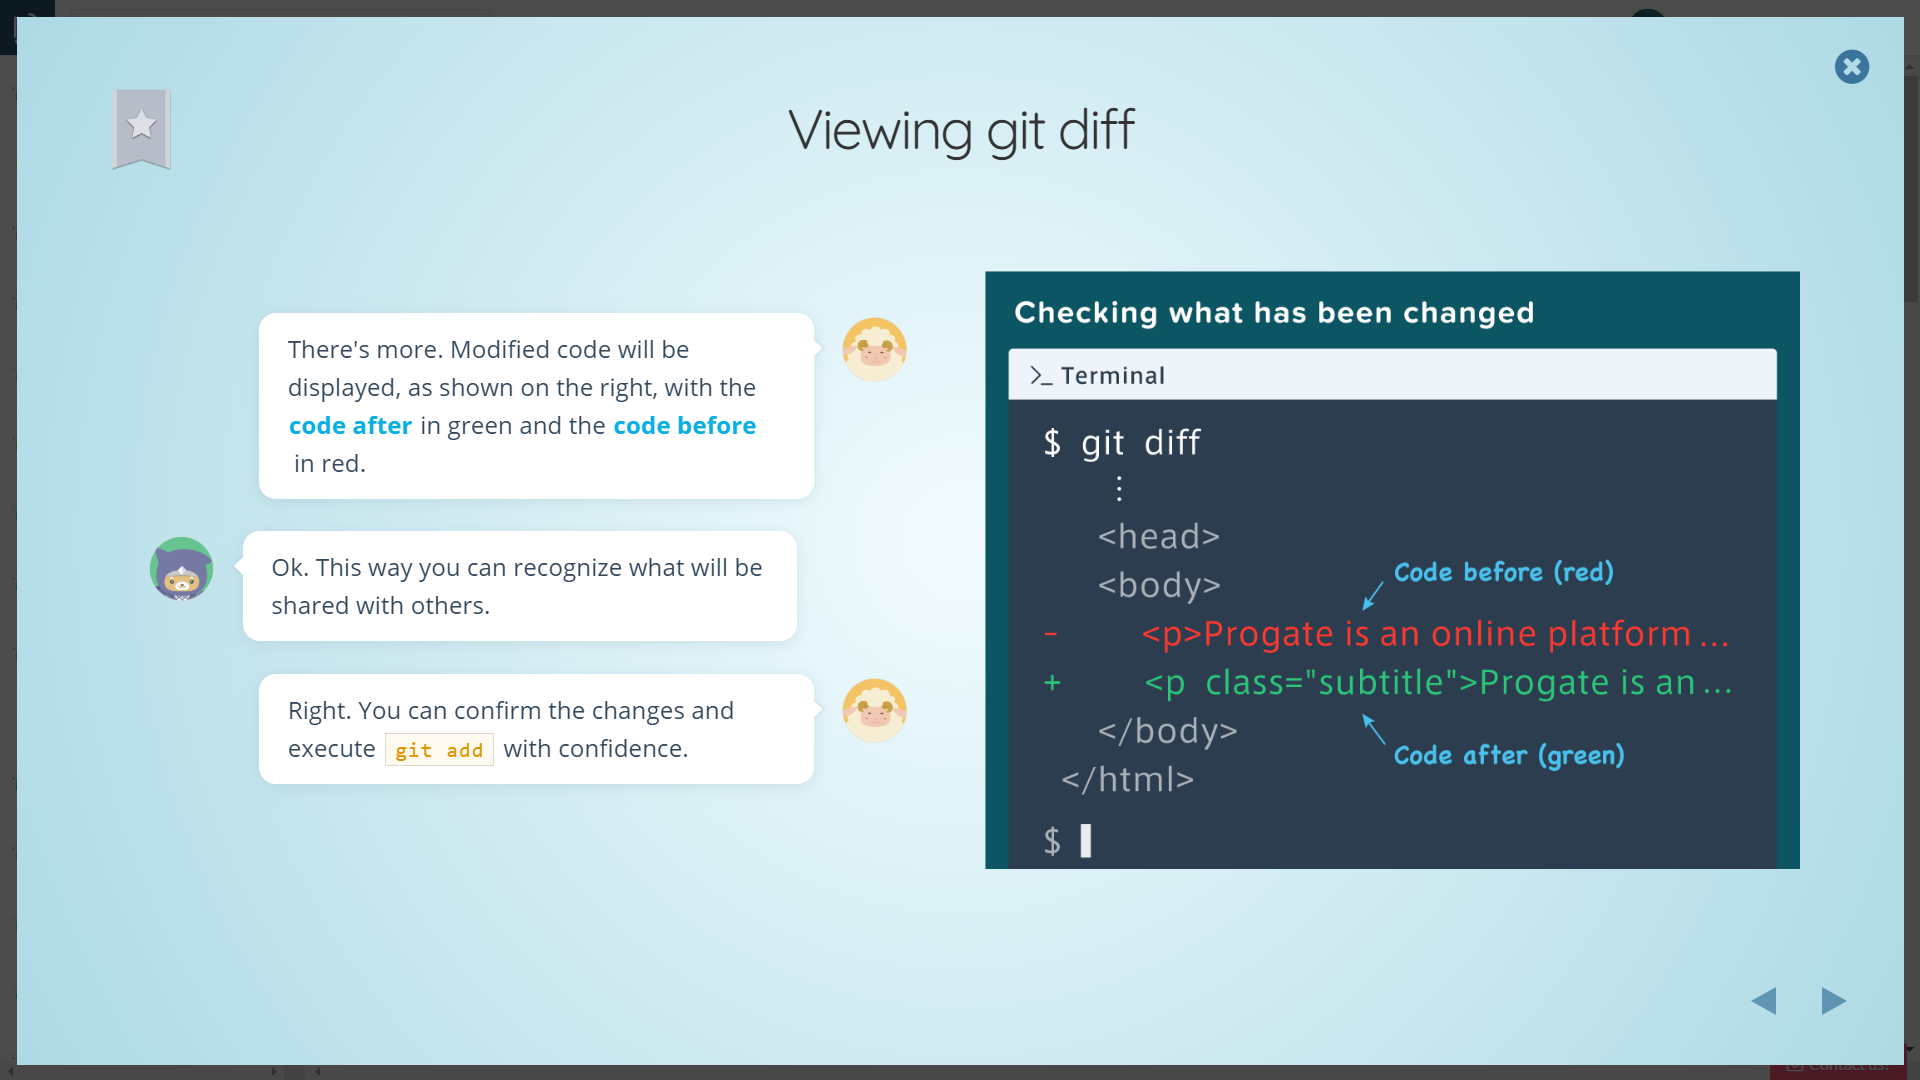 Viewing git diff
There's more. Modified code will be
displayed, as shown on the right, with the
code after in green and the code before
in red.
Ok. This way you can recognize what will be
shared with others.
Right. You can confirm the changes and
execute git add with confidence.
Checking what has been changed
>_ Terminal
$ git diff
⋮
<head>
<body>
Code before (red)
- <p>Progate is an online platform ...
+ <p class="subtitle">Progate is an ...
</body>
Code after (green)
</html>
$
Contact us!